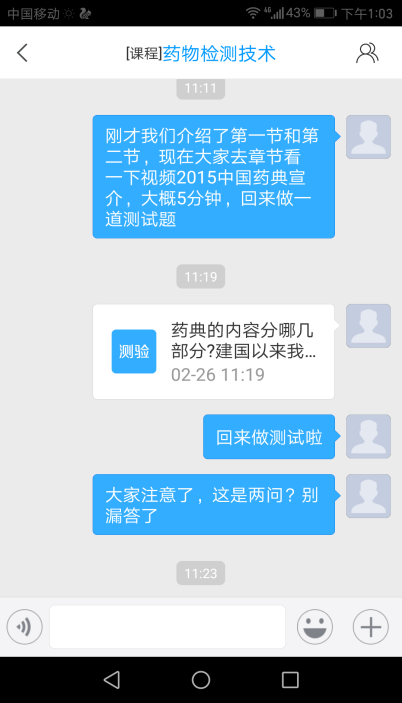 中国移动 4G 43% 下午1:03
[课程]药物检测技术
11:11
刚才我们介绍了第一节和第
二节，现在大家去章节看
一下视频2015中国药典宣
介，大概5分钟，回来做一
道测试题
11:19
测验
药典的内容分哪几
部分?建国以来我…
02-26 11:19
回来做测试啦
大家注意了，这是两问？别
漏答了
11:23